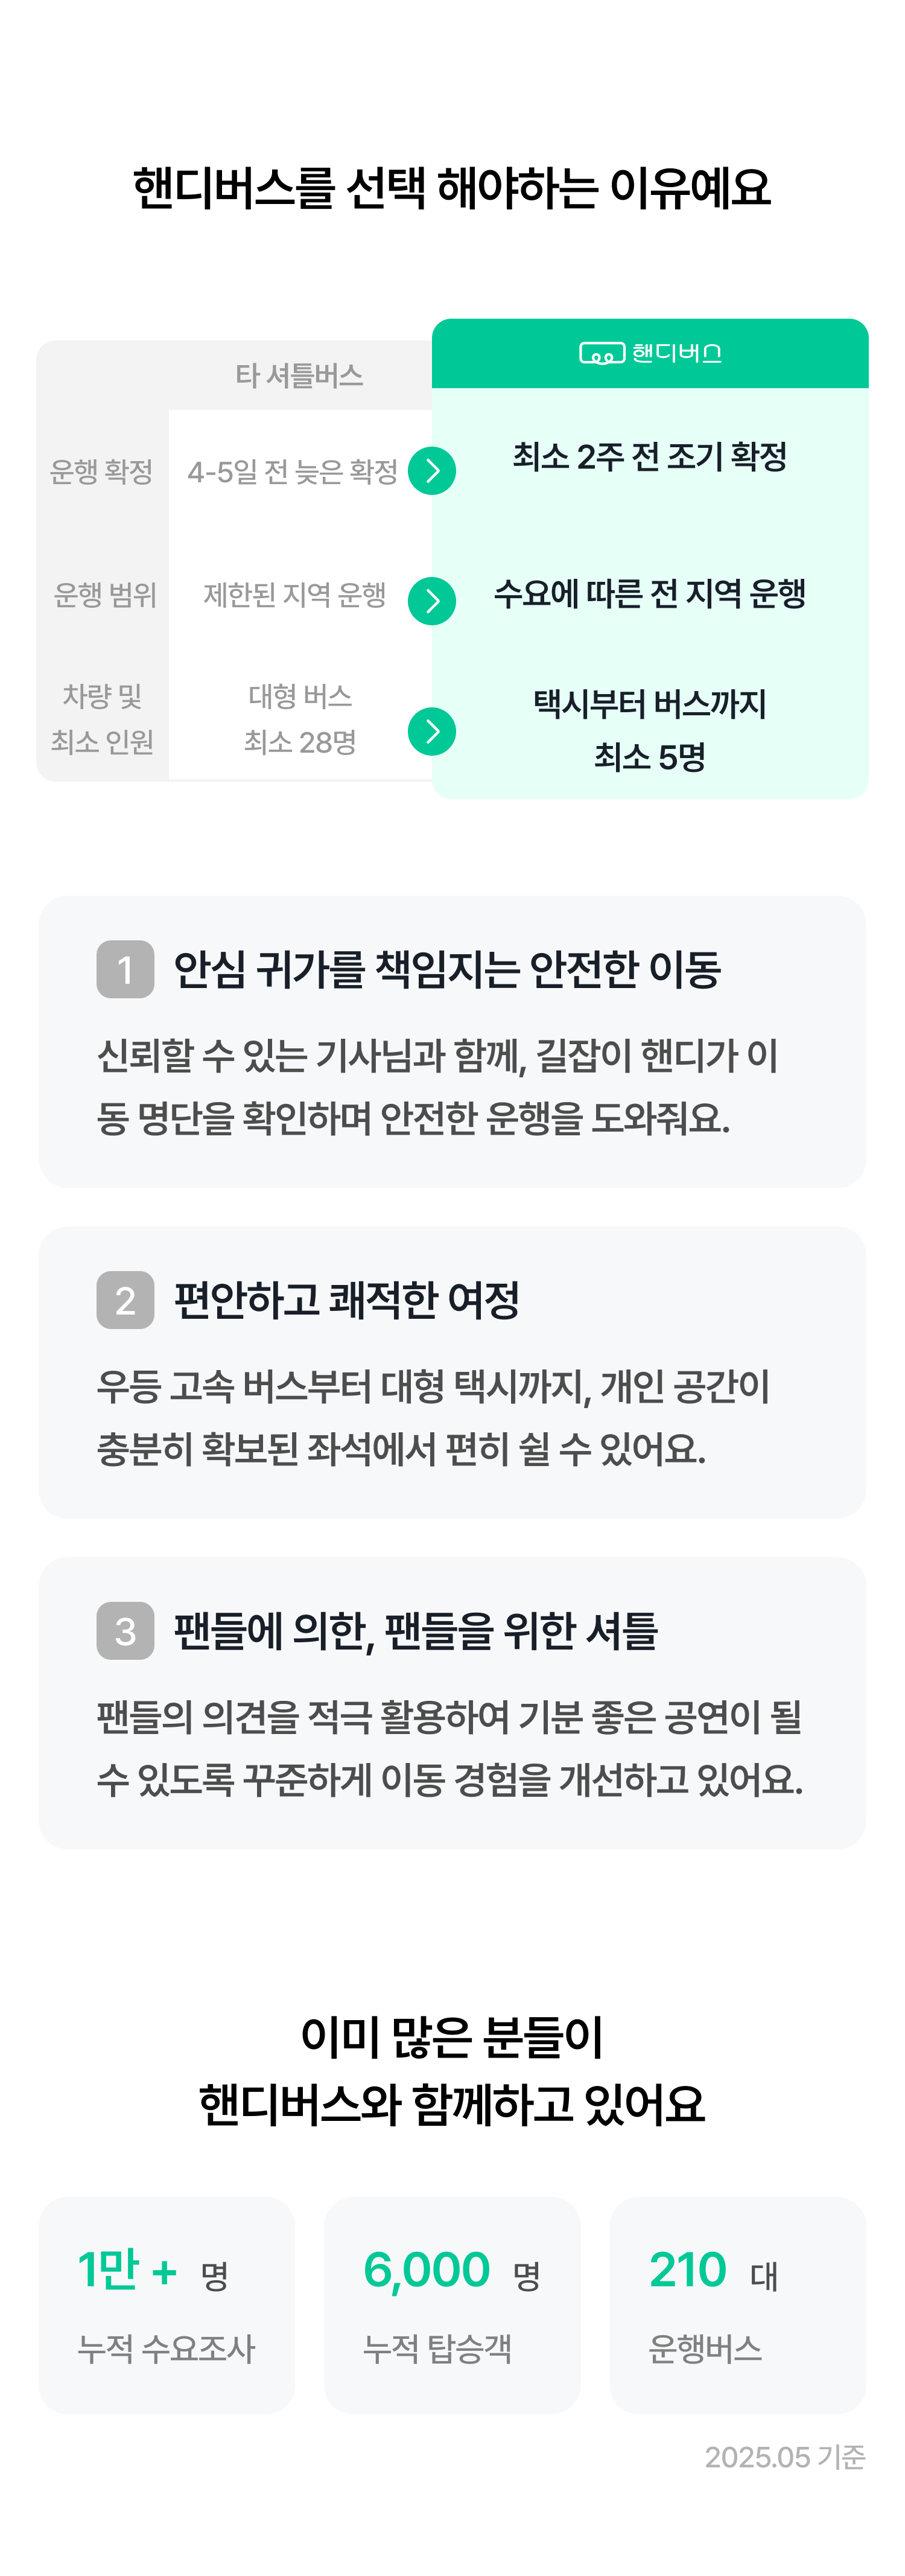 핸디버스를 선택 해야하는 이유예요
타 셔틀버스
핸디버스
운행 확정
4-5일 전 늦은 확정
최소 2주 전 조기 확정
운행 범위
제한된 지역 운행
수요에 따른 전 지역 운행
차량 및
최소 인원
대형 버스
최소 28명
택시부터 버스까지
최소 5명
1 안심 귀가를 책임지는 안전한 이동
신뢰할 수 있는 기사님과 함께, 길잡이 핸디가 이
동 명단을 확인하며 안전한 운행을 도와줘요.
2 편안하고 쾌적한 여정
우등 고속 버스부터 대형 택시까지, 개인 공간이
충분히 확보된 좌석에서 편히 쉴 수 있어요.
3 팬들에 의한, 팬들을 위한 셔틀
팬들의 의견을 적극 활용하여 기분 좋은 공연이 될
수 있도록 꾸준하게 이동 경험을 개선하고 있어요.
이미 많은 분들이
핸디버스와 함께하고 있어요
1만 + 명
누적 수요조사
6,000 명
누적 탑승객
210 대
운행버스
2025.05 기준